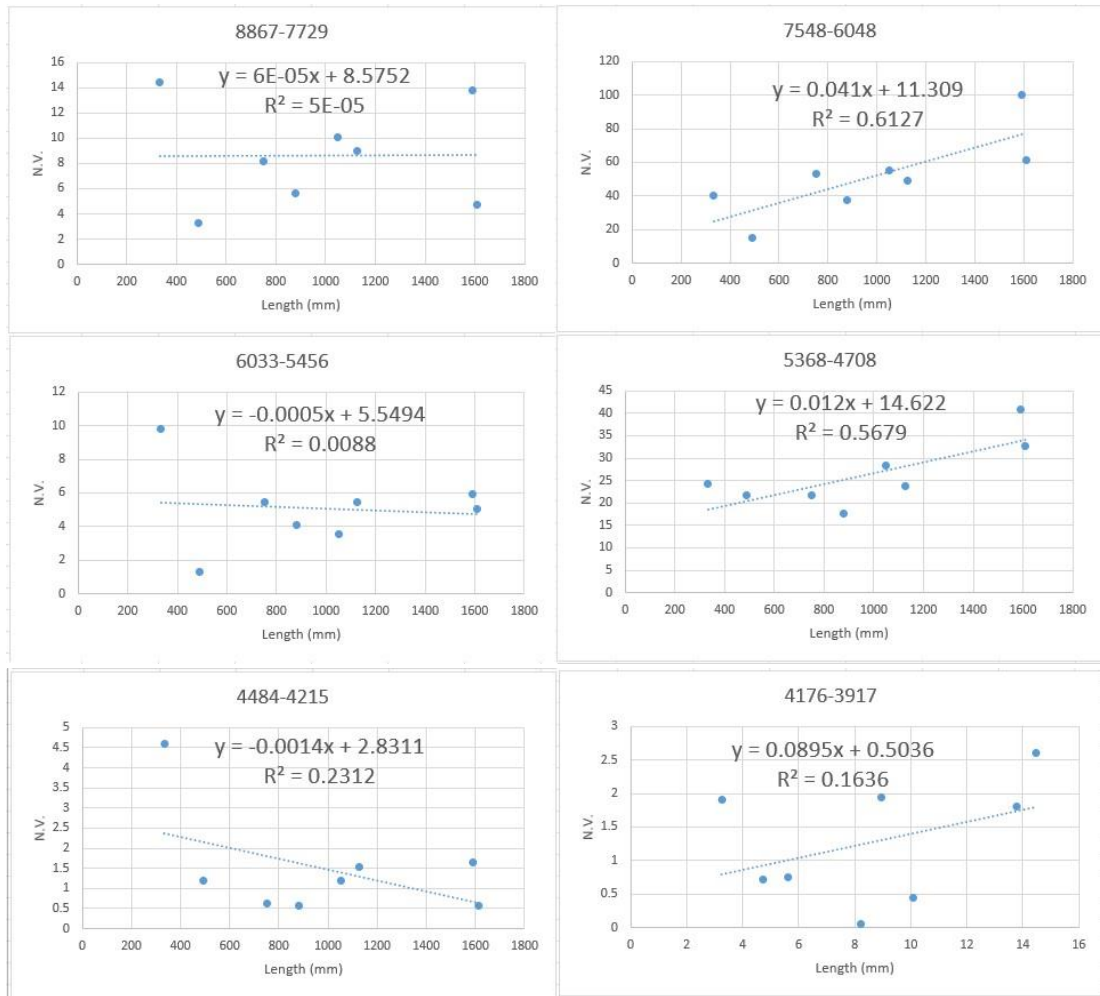 8867-7729
y = 6E-05x + 8.5752
R² = 5E-05
16
14
12
10
8
6
4
2
0
N.V.
0 200 400 600 800 1000 1200 1400 1600 1800
Length (mm)
7548-6048
y = 0.041x + 11.309
R² = 0.6127
120
100
80
60
40
20
0
N.V.
0 200 400 600 800 1000 1200 1400 1600 1800
Length (mm)
6033-5456
y = -0.0005x + 5.5494
R² = 0.0088
12
10
8
6
4
2
0
N.V.
0 200 400 600 800 1000 1200 1400 1600 1800
Length (mm)
5368-4708
y = 0.012x + 14.622
R² = 0.5679
45
40
35
30
25
20
15
10
5
0
N.V.
0 200 400 600 800 1000 1200 1400 1600 1800
Length (mm)
4484-4215
y = -0.0014x + 2.8311
R² = 0.2312
5
4.5
4
3.5
3
2.5
2
1.5
1
0.5
0
N.V.
0 200 400 600 800 1000 1200 1400 1600 1800
Length (mm)
4176-3917
y = 0.0895x + 0.5036
R² = 0.1636
3
2.5
2
1.5
1
0.5
0
N.V.
0 2 4 6 8 10 12 14 16
Length (mm)